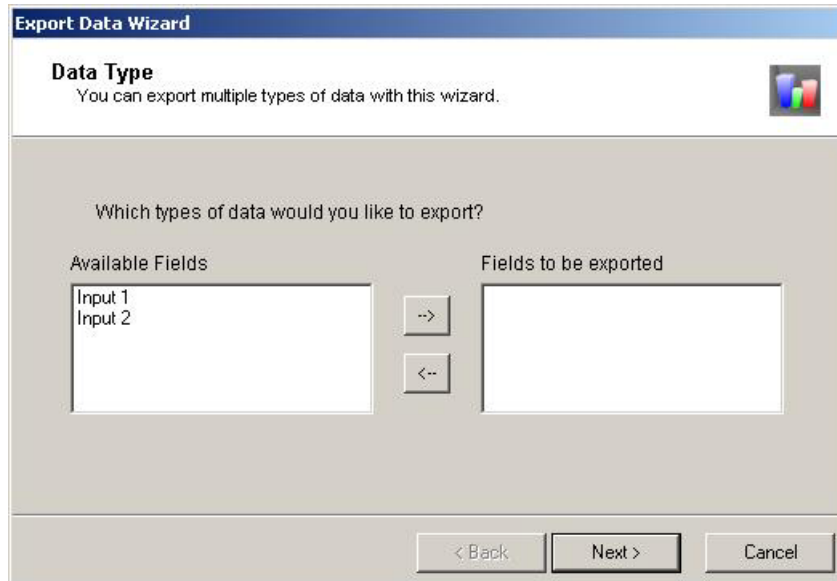 Export Data Wizard
Data Type
You can export multiple types of data with this wizard.
Which types of data would you like to export?
Available Fields
Fields to be exported
Input 1
Input 2
-->
<--
< Back
Next >
Cancel